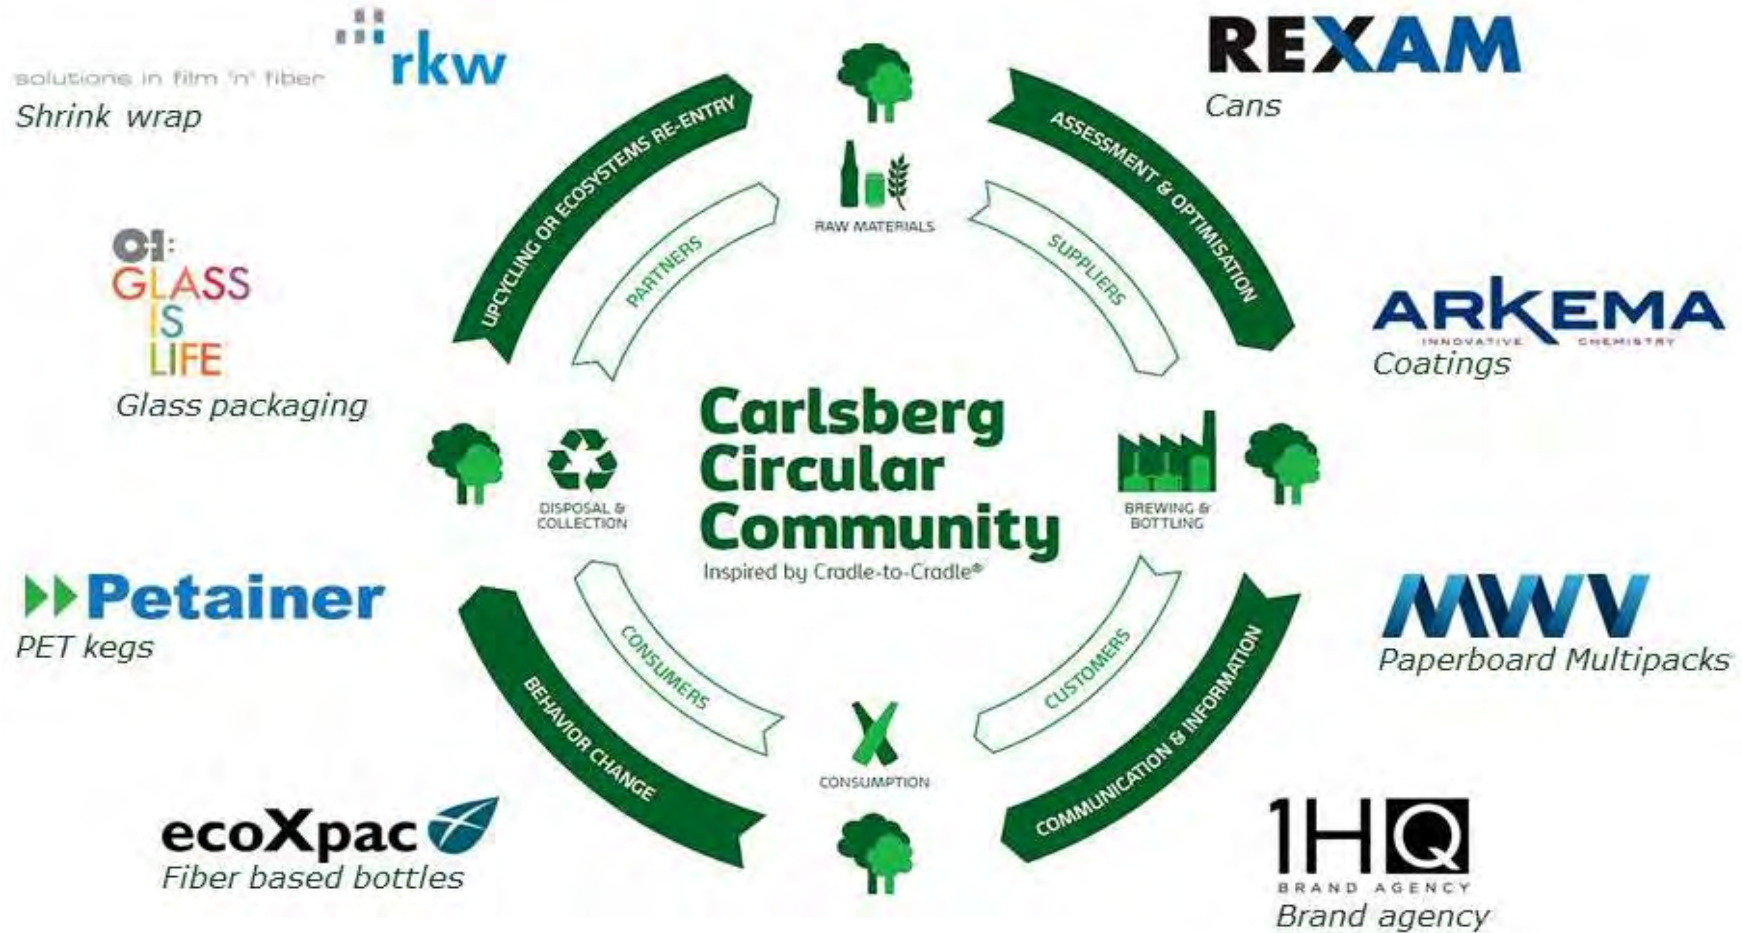 rkw
solutions in film 'n' fiber
Shrink wrap
REXAM
Cans
UPCYCLING OR ECOSYSTEMS RE-ENTRY
ASSESSMENT & OPTIMISATION
RAW MATERIALS
PARTNERS
SUPPLIERS
O-I:
GLASS
IS
LIFE
Glass packaging
ARKEMA
INNOVATIVE CHEMISTRY
Coatings
Carlsberg
Circular
Community
Inspired by Cradle-to-Cradle®
DISPOSAL &
COLLECTION
BREWING &
BOTTLING
Petainer
PET kegs
MWV
Paperboard Multipacks
CONSUMERS
CUSTOMERS
BEHAVIOR CHANGE
COMMUNICATION & INFORMATION
CONSUMPTION
ecoXpac
Fiber based bottles
1HQ
BRAND AGENCY
Brand agency